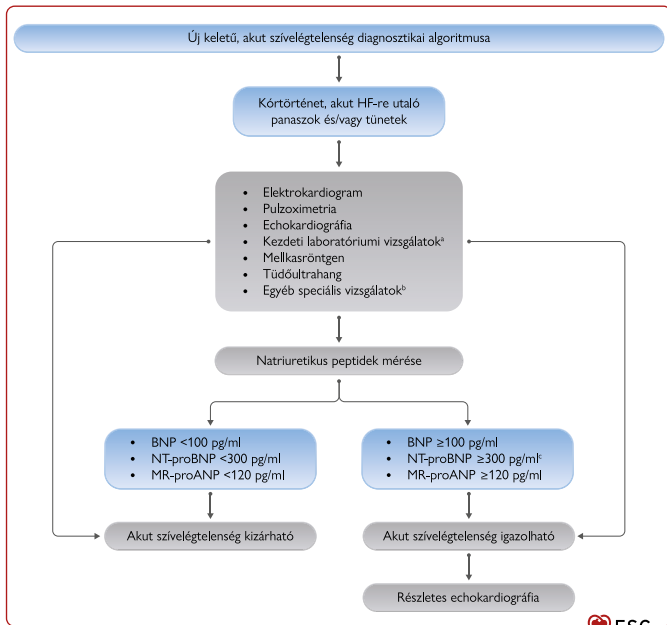 Új keletű, akut szívelégtelenség diagnosztikai algoritmusa
Kórtörténet, akut HF-re utaló
panaszok és/vagy tünetek
• Elektrokardiogram
• Pulzoximetria
• Echokardiográfia
• Kezdeti laboratóriumi vizsgálatokᵃ
• Mellkasröntgen
• Tüdőultrahang
• Egyéb speciális vizsgálatokᵇ
Natriuretikus peptidek mérése
• BNP <100 pg/ml
• NT-proBNP <300 pg/ml
• MR-proANP <120 pg/ml
• BNP ≥100 pg/ml
• NT-proBNP ≥300 pg/mlᶜ
• MR-proANP ≥120 pg/ml
Akut szívelégtelenség kizárható
Akut szívelégtelenség igazolható
Részletes echokardiográfia